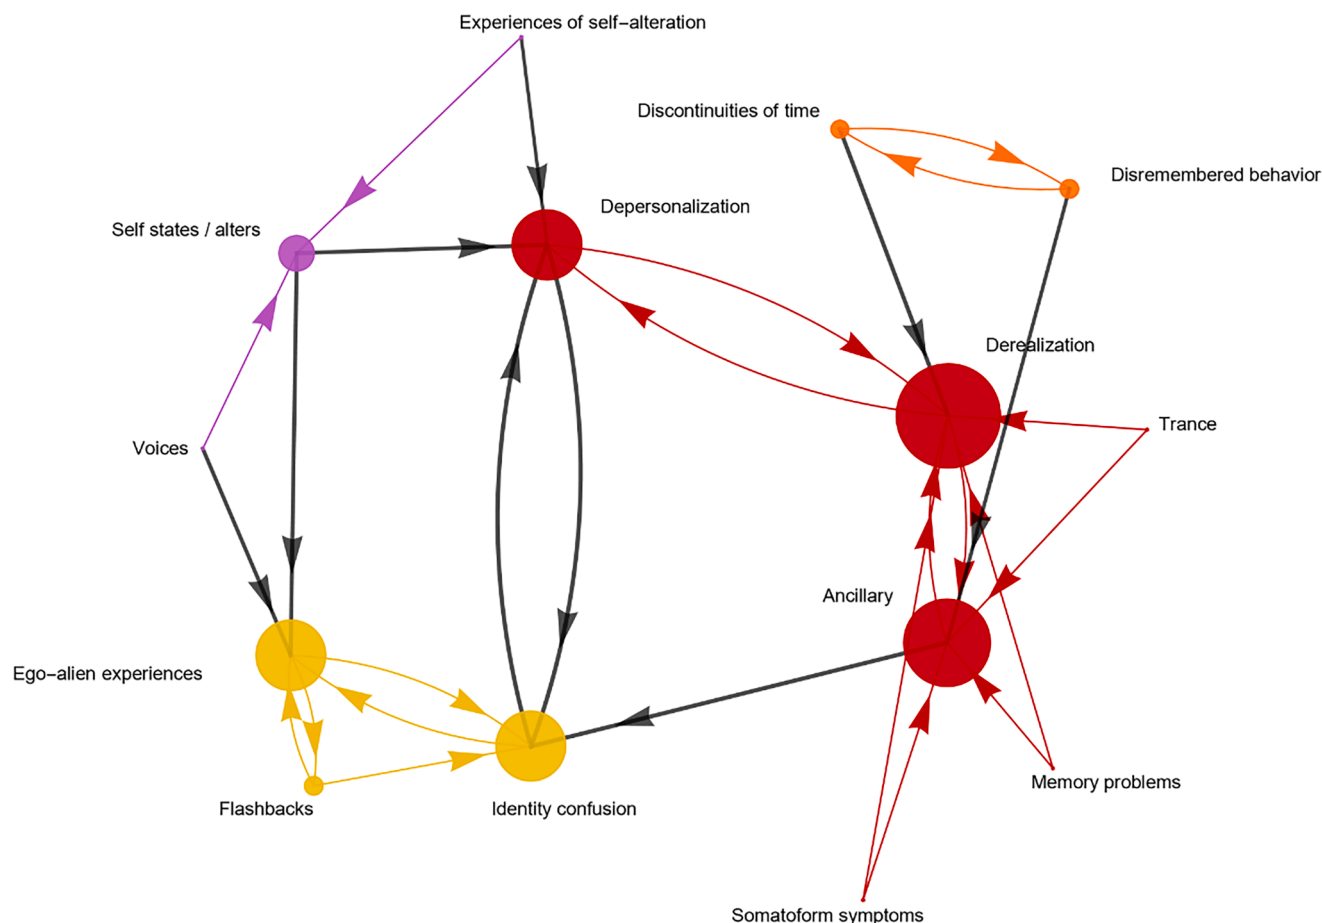 Experiences of self−alteration
Discontinuities of time
Disremembered behavior
Depersonalization
Self states / alters
Derealization
Trance
Voices
Ancillary
Ego−alien experiences
Memory problems
Flashbacks
Identity confusion
Somatoform symptoms